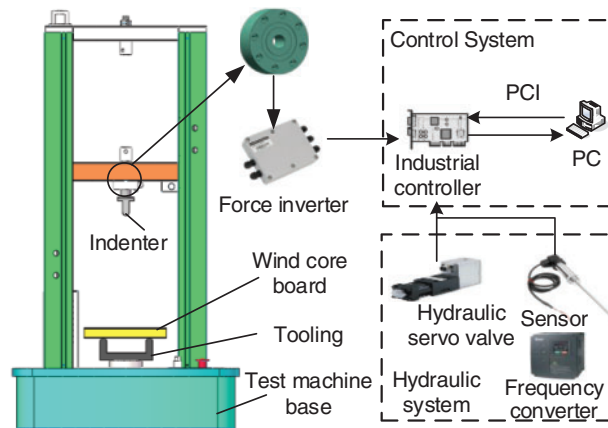 Control System
PCI
PC
Industrial
controller
Force inverter
Indenter
Wind core
board
Tooling
Test machine
base
Hydraulic
servo valve
Sensor
Hydraulic
system
Frequency
converter